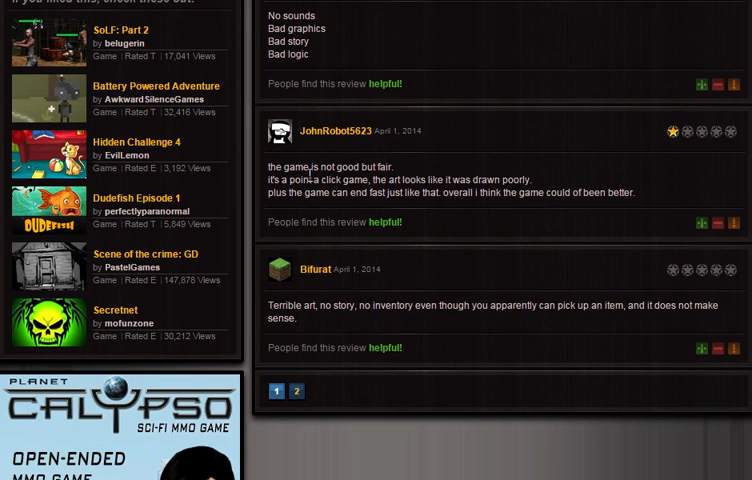 If you liked this, check these out!
SoLF: Part 2
by belugerin
Game | Rated T | 17,041 Views
Battery Powered Adventure
by AwkwardSilenceGames
Game | Rated T | 32,416 Views
Hidden Challenge 4
by EvilLemon
Game | Rated E | 3,192 Views
Dudefish Episode 1
by perfectlyparanormal
Game | Rated T | 5,849 Views
DUDEFISH
Scene of the crime: GD
by PastelGames
Game | Rated E | 147,878 Views
Secretnet
by mofunzone
Game | Rated E | 30,212 Views
PLANET
CALYPSO
SCI-FI MMO GAME
OPEN-ENDED
MMO GAME
No sounds
Bad graphics
Bad story
Bad logic
People find this review helpful!
JohnRobot5623 April 1, 2014
the game is not good but fair.
it's a point a click game, the art looks like it was drawn poorly.
plus the game can end fast just like that. overall i think the game could of been better.
People find this review helpful!
Bifurat April 1, 2014
Terrible art, no story, no inventory even though you apparently can pick up an item, and it does not make
sense.
People find this review helpful!
1 2